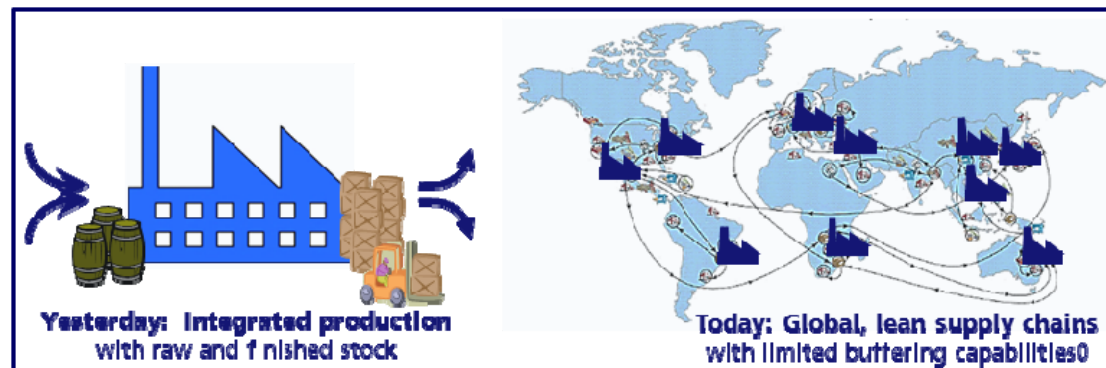 Yesterday: Integrated production
with raw and f nished stock
Today: Global, lean supply chains
with limited buffering capabilities0